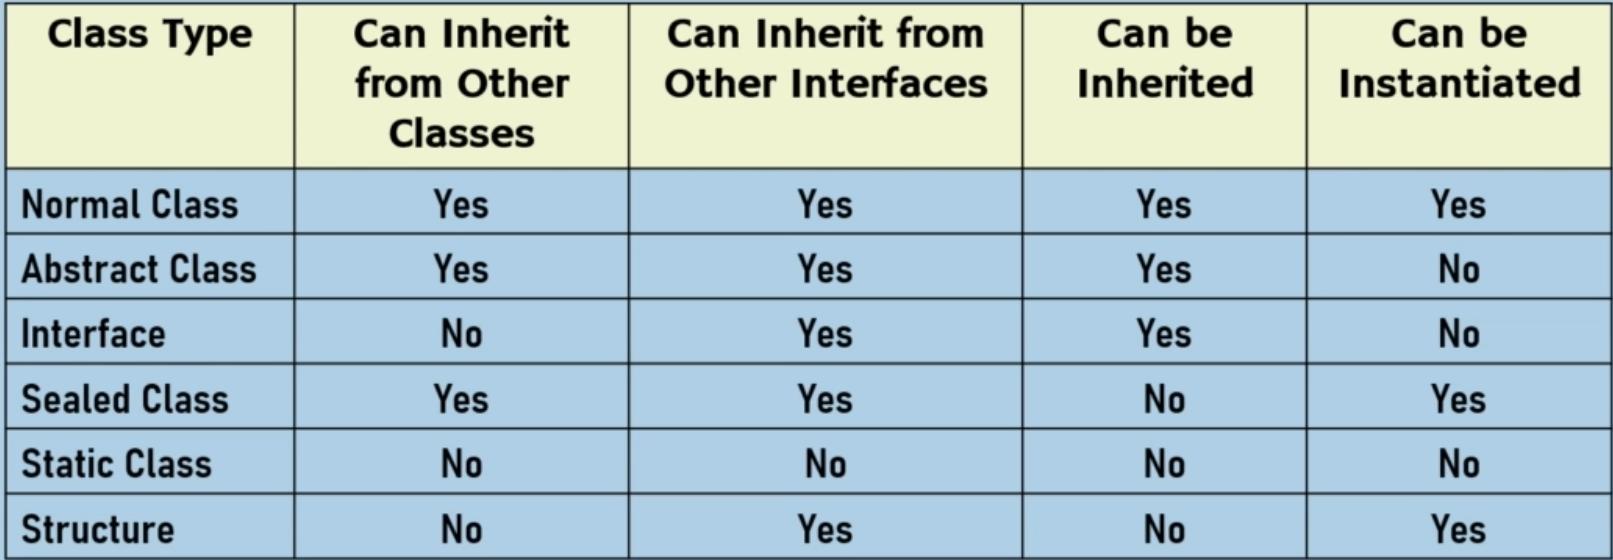 Class Type Can Inherit Can Inherit from Can be Can be
from Other Other Interfaces Inherited Instantiated
Classes
Normal Class Yes Yes Yes Yes
Abstract Class Yes Yes Yes No
Interface No Yes Yes No
Sealed Class Yes Yes No Yes
Static Class No No No No
Structure No Yes No Yes